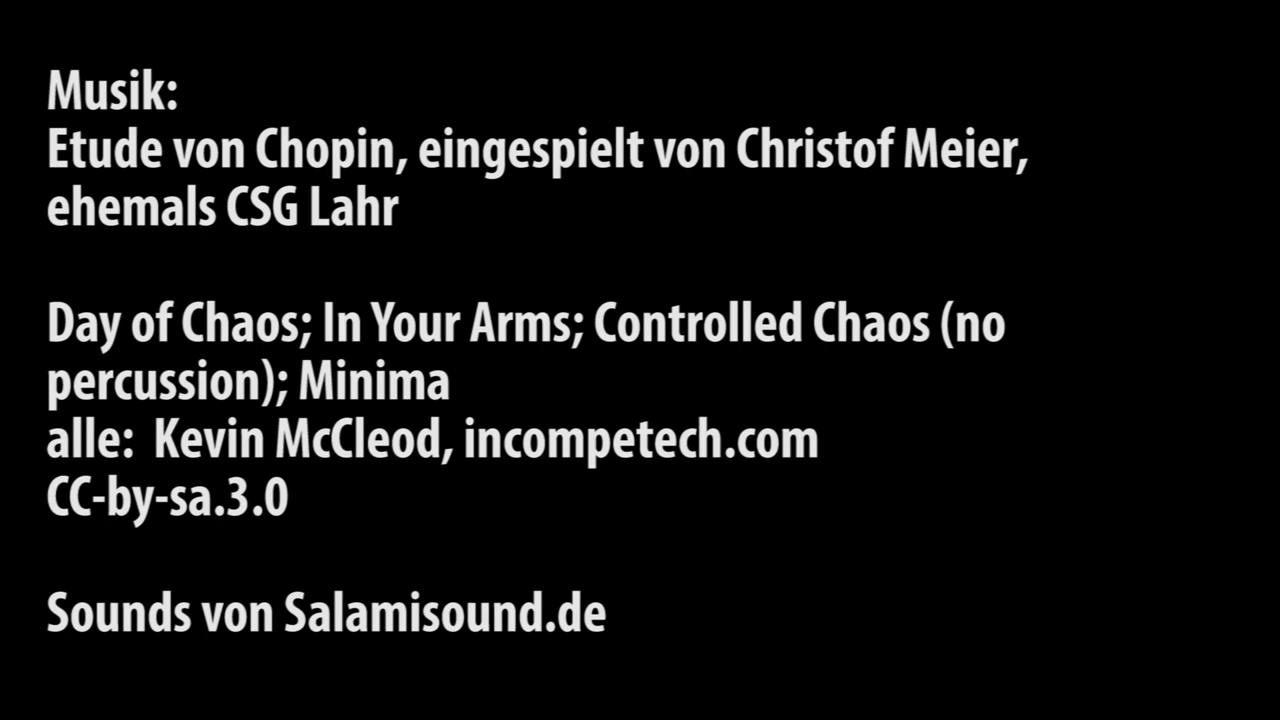 Musik:
Etude von Chopin, eingespielt von Christof Meier,
ehemals CSG Lahr
Day of Chaos; In Your Arms; Controlled Chaos (no
percussion); Minima
alle:  Kevin McCleod, incompetech.com
CC-by-sa.3.0
Sounds von Salamisound.de